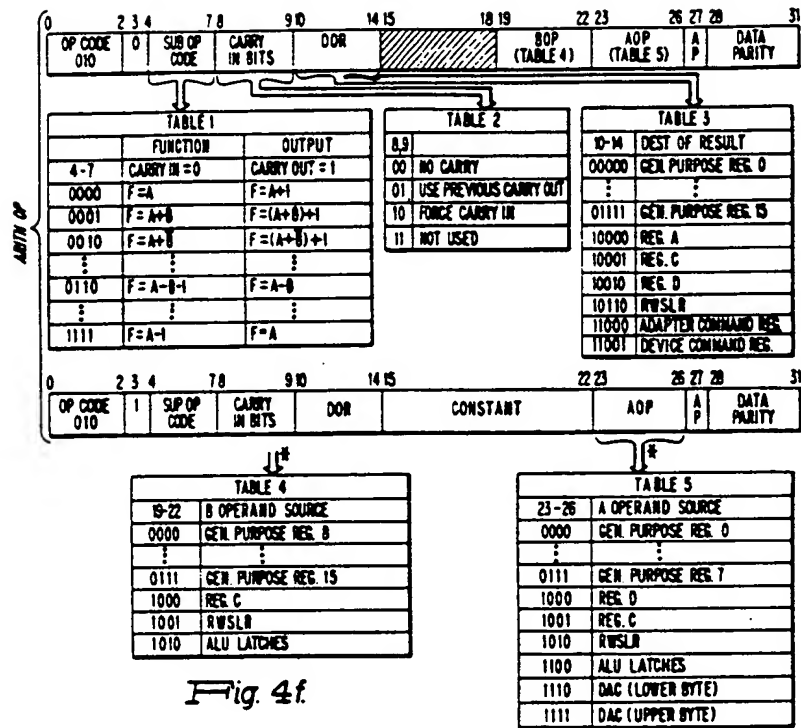 0 2 3 4 7 8 9 10 14 15 18 19 22 23 26 27 28 31
OP CODE 010 0 SUB OP CODE CARRY IN BITS DOR BOP (TABLE 4) AOP (TABLE 5) A P DATA PARITY
ARITH OP
TABLE 1
FUNCTION OUTPUT
4-7 CARRY IN = 0 CARRY OUT = 1
0000 F = A F = A+1
0001 F = A+B F = (A+B)+1
0010 F = A+B̅ F = (A+B̅)+1
0110 F = A-B-1 F = A-B
1111 F = A-1 F = A
TABLE 2
8,9
00 NO CARRY
01 USE PREVIOUS CARRY OUT
10 FORCE CARRY IN
11 NOT USED
TABLE 3
10-14 DEST OF RESULT
00000 GEN. PURPOSE REG. 0
01111 GEN. PURPOSE REG. 15
10000 REG. A
10001 REG. C
10010 REG. D
10110 RWSLR
11000 ADAPTER COMMAND REG.
11001 DEVICE COMMAND REG.
0 2 3 4 7 8 9 10 14 15 22 23 26 27 28 31
OP CODE 010 1 SUP OP CODE CARRY IN BITS DOR CONSTANT AOP A P DATA PARITY
* *
TABLE 4
19-22 B OPERAND SOURCE
0000 GEN. PURPOSE REG. 8
0111 GEN. PURPOSE REG. 15
1000 REG. C
1001 RWSLR
1010 ALU LATCHES
TABLE 5
23-26 A OPERAND SOURCE
0000 GEN. PURPOSE REG. 0
0111 GEN. PURPOSE REG. 7
1000 REG. D
1001 REG. C
1010 RWSLR
1100 ALU LATCHES
1110 DAC (LOWER BYTE)
1111 DAC (UPPER BYTE)
Fig. 4f.